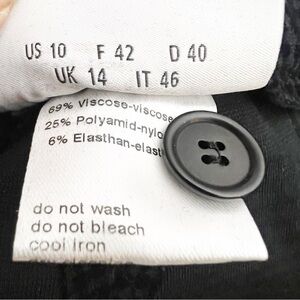 US 10 F 42 D 40
UK 14 IT 46
69% Viscose-viscose
25% Polyamid-nylo
6% Elasthan-elast
do not wash
do not bleach
cool iron